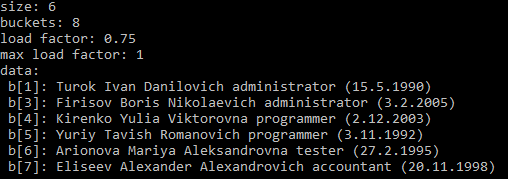 size: 6
buckets: 8
load factor: 0.75
max load factor: 1
data:
b[1]: Turok Ivan Danilovich administrator (15.5.1990)
b[3]: Firisov Boris Nikolaevich administrator (3.2.2005)
b[4]: Kirenko Yulia Viktorovna programmer (2.12.2003)
b[5]: Yuriy Tavish Romanovich programmer (3.11.1992)
b[6]: Arionova Mariya Aleksandrovna tester (27.2.1995)
b[7]: Eliseev Alexander Alexandrovich accountant (20.11.1998)